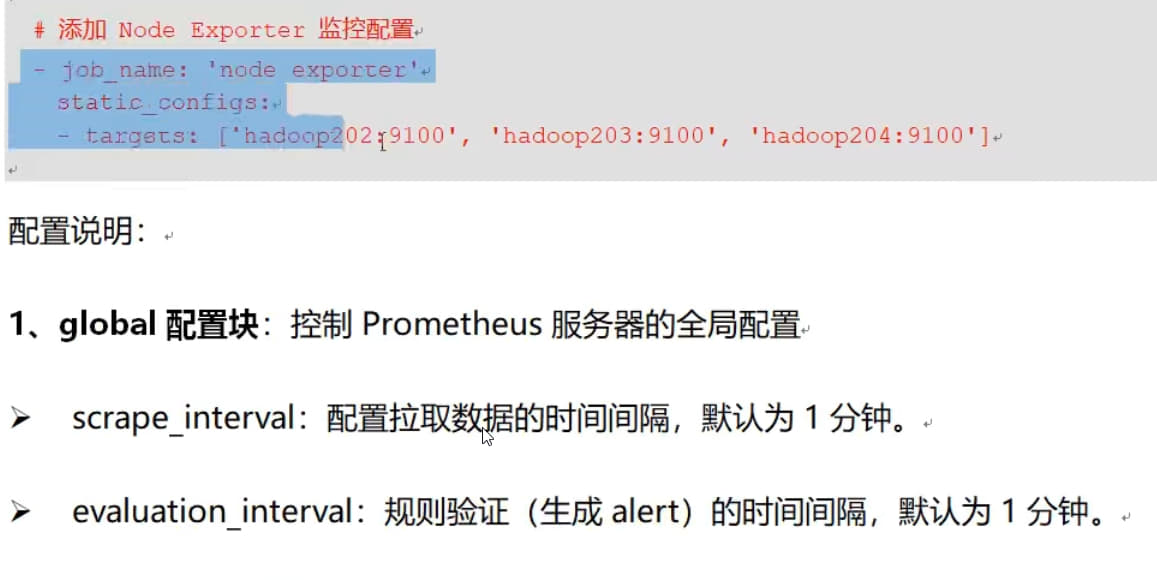 # 添加 Node Exporter 监控配置
- job_name: 'node exporter'
static_configs:
- targets: ['hadoop202:9100', 'hadoop203:9100', 'hadoop204:9100']
配置说明：
1、global 配置块：控制 Prometheus 服务器的全局配置
➢ scrape_interval：配置拉取数据的时间间隔，默认为 1 分钟。
➢ evaluation_interval：规则验证（生成 alert）的时间间隔，默认为 1 分钟。